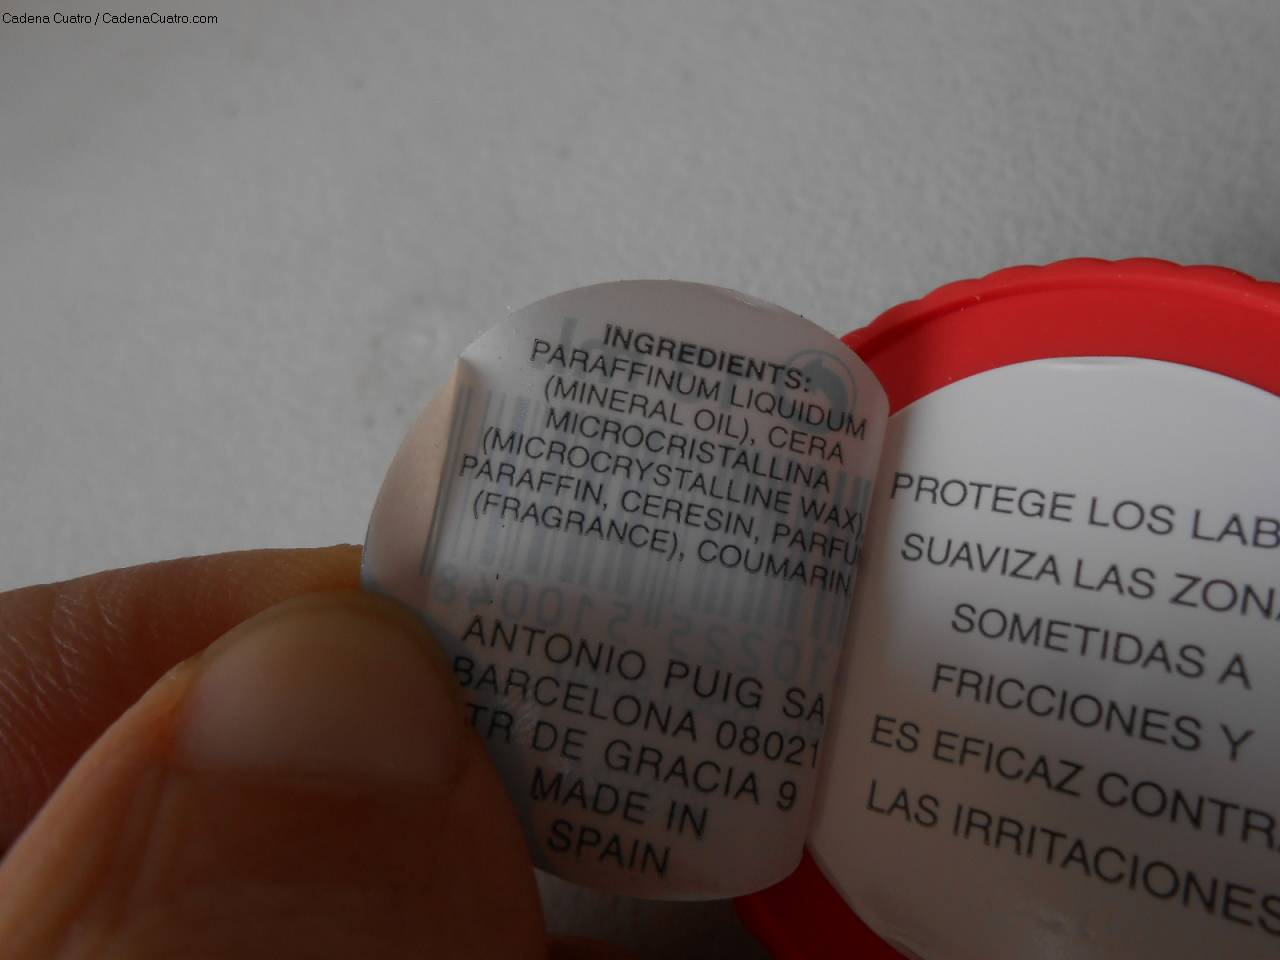 Cadena Cuatro / CadenaCuatro.com
INGREDIENTS:
PARAFFINUM LIQUIDUM
(MINERAL OIL), CERA
MICROCRISTALLINA
(MICROCRYSTALLINE WAX),
PARAFFIN, CERESIN, PARFU
(FRAGRANCE), COUMARIN.
ANTONIO PUIG SA
BARCELONA 08021
TR DE GRACIA 9
MADE IN
SPAIN
PROTEGE LOS LAB
SUAVIZA LAS ZON
SOMETIDAS A
FRICCIONES Y
ES EFICAZ CONTRA
LAS IRRITACIONES